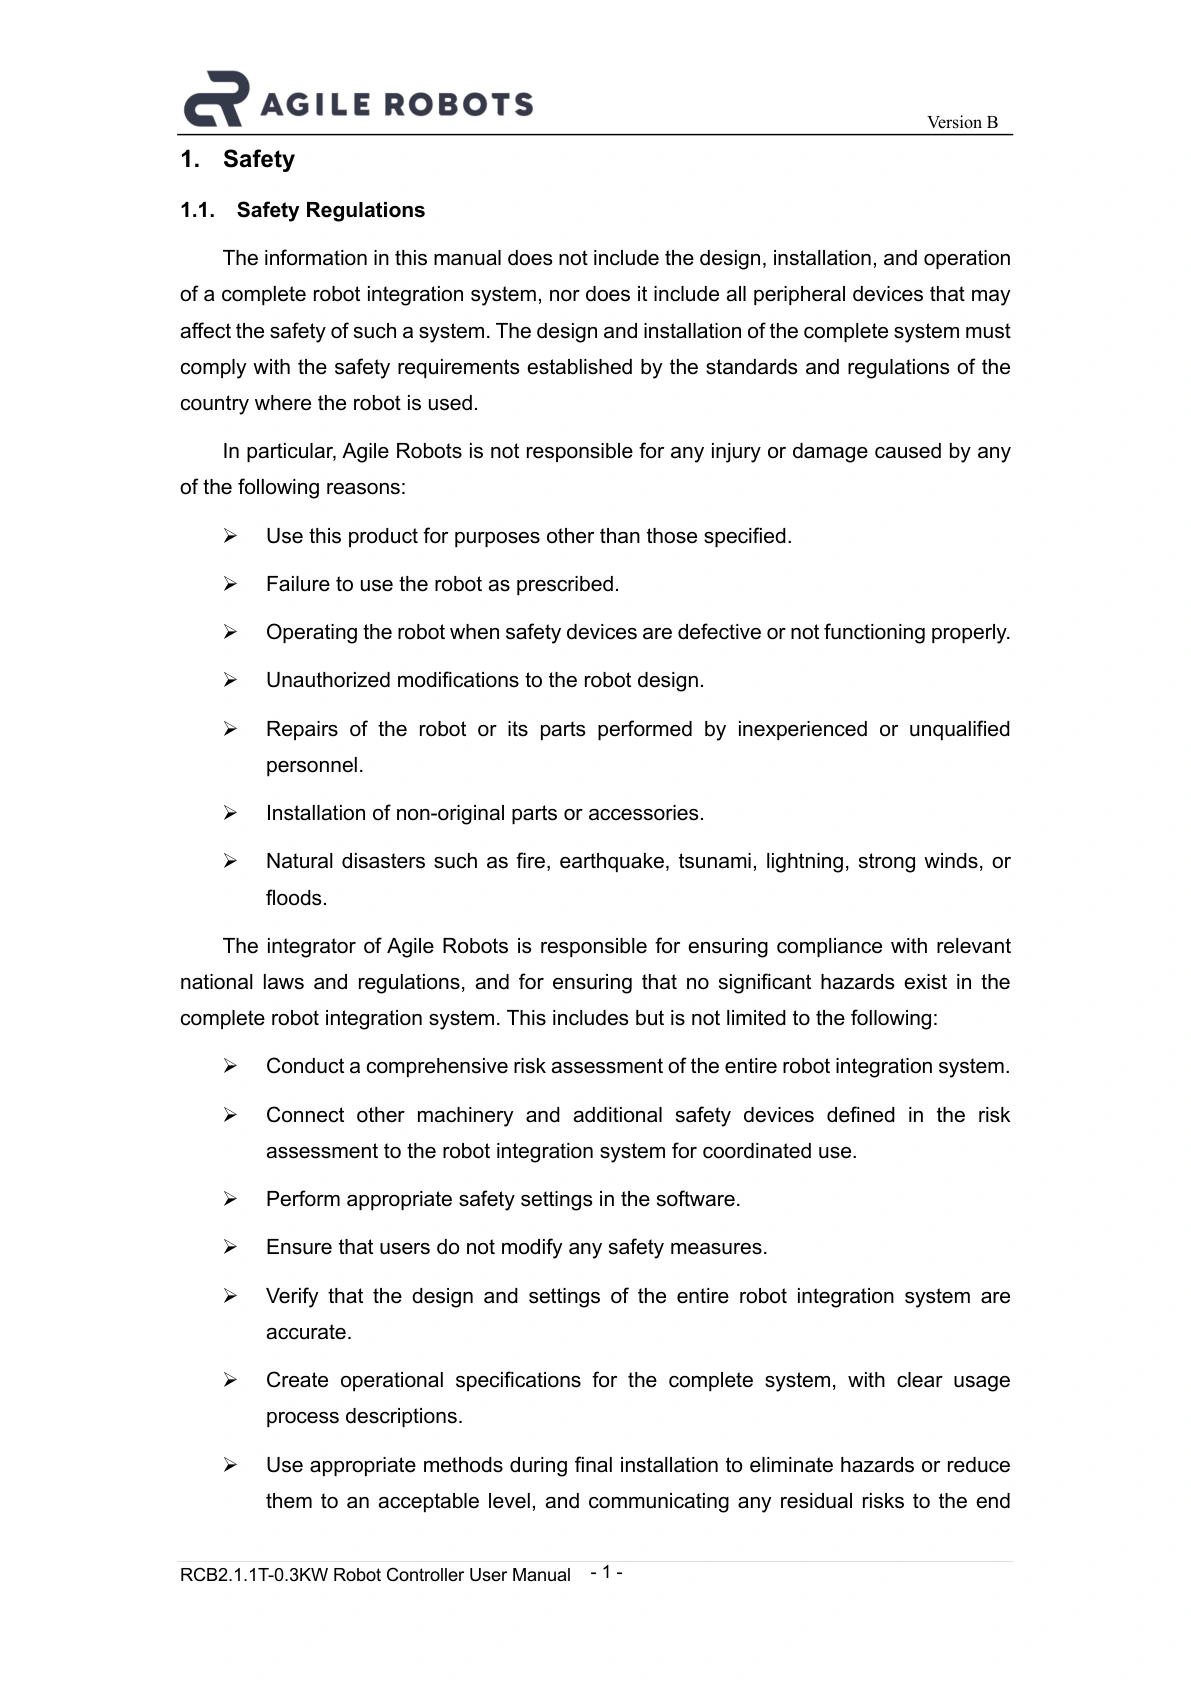 AGILE ROBOTS
Version B
1. Safety
1.1. Safety Regulations
The information in this manual does not include the design, installation, and operation
of a complete robot integration system, nor does it include all peripheral devices that may
affect the safety of such a system. The design and installation of the complete system must
comply with the safety requirements established by the standards and regulations of the
country where the robot is used.
In particular, Agile Robots is not responsible for any injury or damage caused by any
of the following reasons:
➢ Use this product for purposes other than those specified.
➢ Failure to use the robot as prescribed.
➢ Operating the robot when safety devices are defective or not functioning properly.
➢ Unauthorized modifications to the robot design.
➢ Repairs of the robot or its parts performed by inexperienced or unqualified
personnel.
➢ Installation of non-original parts or accessories.
➢ Natural disasters such as fire, earthquake, tsunami, lightning, strong winds, or
floods.
The integrator of Agile Robots is responsible for ensuring compliance with relevant
national laws and regulations, and for ensuring that no significant hazards exist in the
complete robot integration system. This includes but is not limited to the following:
➢ Conduct a comprehensive risk assessment of the entire robot integration system.
➢ Connect other machinery and additional safety devices defined in the risk
assessment to the robot integration system for coordinated use.
➢ Perform appropriate safety settings in the software.
➢ Ensure that users do not modify any safety measures.
➢ Verify that the design and settings of the entire robot integration system are
accurate.
➢ Create operational specifications for the complete system, with clear usage
process descriptions.
➢ Use appropriate methods during final installation to eliminate hazards or reduce
them to an acceptable level, and communicating any residual risks to the end
RCB2.1.1T-0.3KW Robot Controller User Manual - 1 -